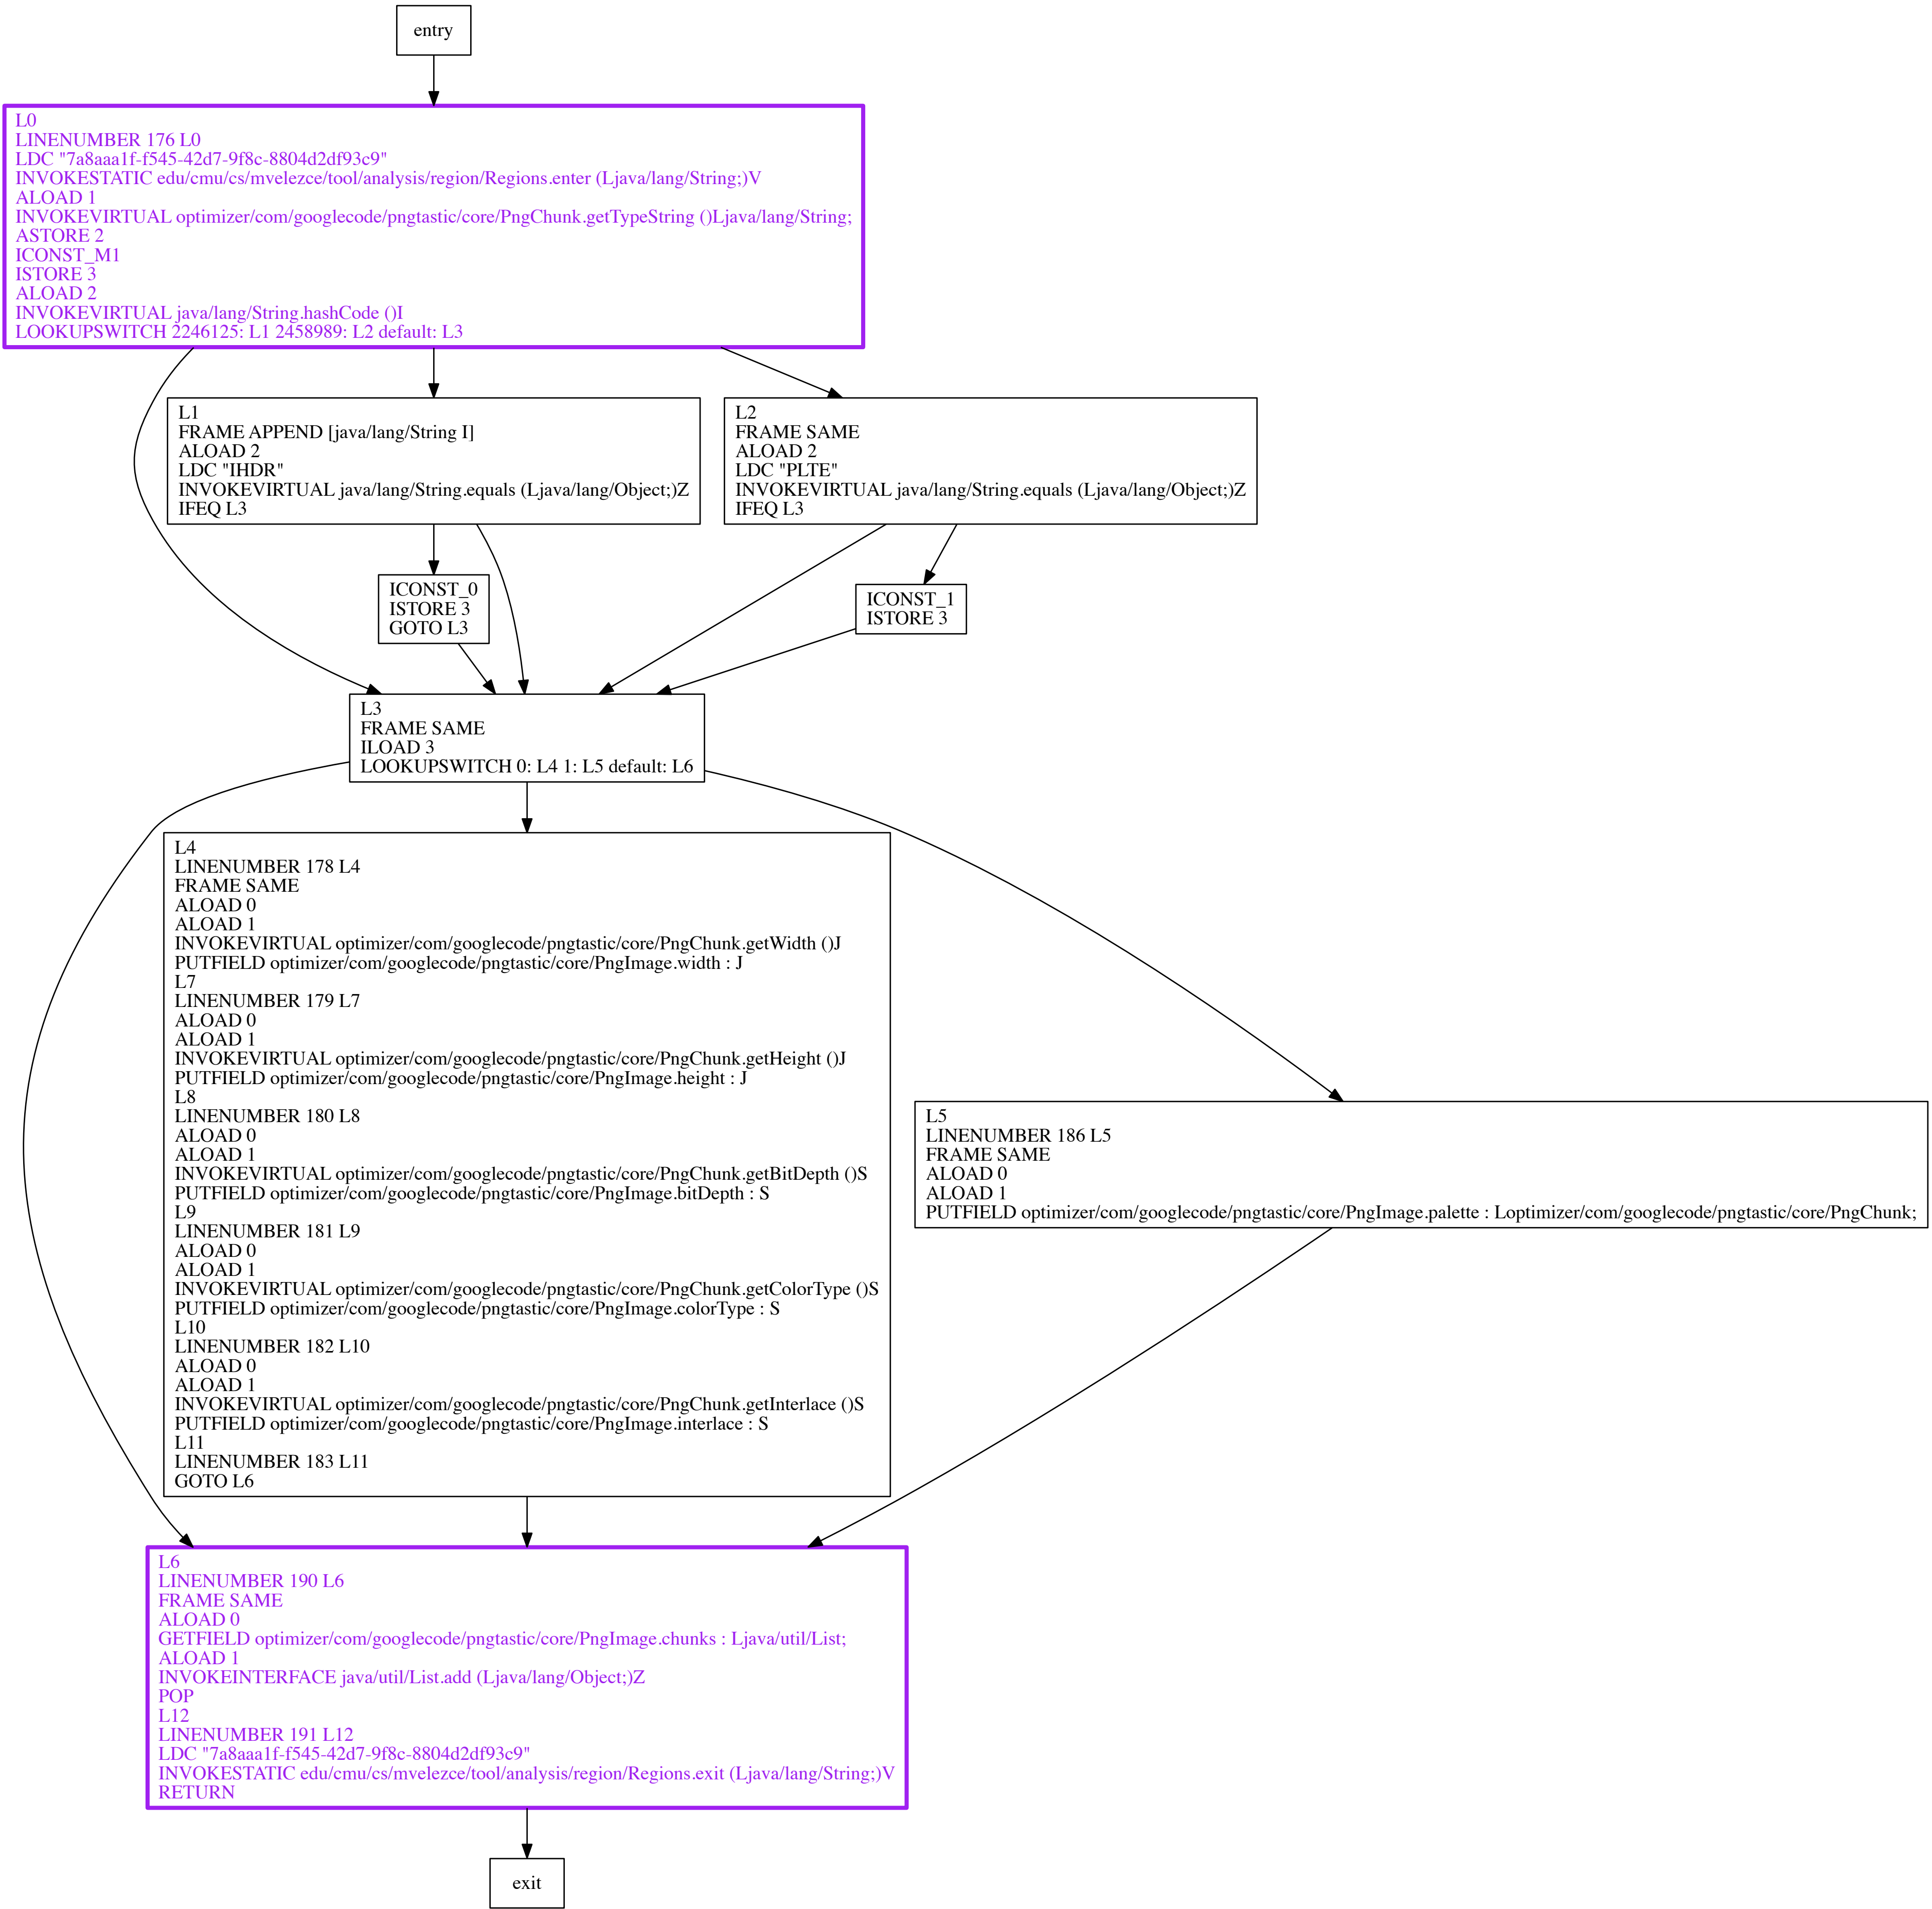 entry
L0
LINENUMBER 176 L0
LDC "7a8aaa1f-f545-42d7-9f8c-8804d2df93c9"
INVOKESTATIC edu/cmu/cs/mvelezce/tool/analysis/region/Regions.enter (Ljava/lang/String;)V
ALOAD 1
INVOKEVIRTUAL optimizer/com/googlecode/pngtastic/core/PngChunk.getTypeString ()Ljava/lang/String;
ASTORE 2
ICONST_M1
ISTORE 3
ALOAD 2
INVOKEVIRTUAL java/lang/String.hashCode ()I
LOOKUPSWITCH 2246125: L1 2458989: L2 default: L3
L1
FRAME APPEND [java/lang/String I]
ALOAD 2
LDC "IHDR"
INVOKEVIRTUAL java/lang/String.equals (Ljava/lang/Object;)Z
IFEQ L3
L2
FRAME SAME
ALOAD 2
LDC "PLTE"
INVOKEVIRTUAL java/lang/String.equals (Ljava/lang/Object;)Z
IFEQ L3
ICONST_0
ISTORE 3
GOTO L3
ICONST_1
ISTORE 3
L3
FRAME SAME
ILOAD 3
LOOKUPSWITCH 0: L4 1: L5 default: L6
L4
LINENUMBER 178 L4
FRAME SAME
ALOAD 0
ALOAD 1
INVOKEVIRTUAL optimizer/com/googlecode/pngtastic/core/PngChunk.getWidth ()J
PUTFIELD optimizer/com/googlecode/pngtastic/core/PngImage.width : J
L7
LINENUMBER 179 L7
ALOAD 0
ALOAD 1
INVOKEVIRTUAL optimizer/com/googlecode/pngtastic/core/PngChunk.getHeight ()J
PUTFIELD optimizer/com/googlecode/pngtastic/core/PngImage.height : J
L8
LINENUMBER 180 L8
ALOAD 0
ALOAD 1
INVOKEVIRTUAL optimizer/com/googlecode/pngtastic/core/PngChunk.getBitDepth ()S
PUTFIELD optimizer/com/googlecode/pngtastic/core/PngImage.bitDepth : S
L9
LINENUMBER 181 L9
ALOAD 0
ALOAD 1
INVOKEVIRTUAL optimizer/com/googlecode/pngtastic/core/PngChunk.getColorType ()S
PUTFIELD optimizer/com/googlecode/pngtastic/core/PngImage.colorType : S
L10
LINENUMBER 182 L10
ALOAD 0
ALOAD 1
INVOKEVIRTUAL optimizer/com/googlecode/pngtastic/core/PngChunk.getInterlace ()S
PUTFIELD optimizer/com/googlecode/pngtastic/core/PngImage.interlace : S
L11
LINENUMBER 183 L11
GOTO L6
L5
LINENUMBER 186 L5
FRAME SAME
ALOAD 0
ALOAD 1
PUTFIELD optimizer/com/googlecode/pngtastic/core/PngImage.palette : Loptimizer/com/googlecode/pngtastic/core/PngChunk;
L6
LINENUMBER 190 L6
FRAME SAME
ALOAD 0
GETFIELD optimizer/com/googlecode/pngtastic/core/PngImage.chunks : Ljava/util/List;
ALOAD 1
INVOKEINTERFACE java/util/List.add (Ljava/lang/Object;)Z
POP
L12
LINENUMBER 191 L12
LDC "7a8aaa1f-f545-42d7-9f8c-8804d2df93c9"
INVOKESTATIC edu/cmu/cs/mvelezce/tool/analysis/region/Regions.exit (Ljava/lang/String;)V
RETURN
exit